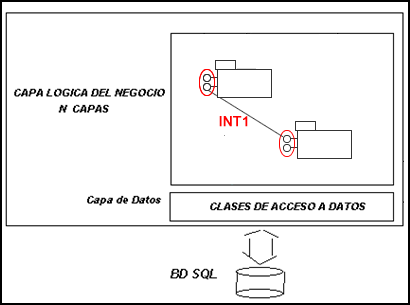 CAPA LOGICA DEL NEGOCIO
N CAPAS
INT1
Capa de Datos
CLASES DE ACCESO A DATOS
BD SQL